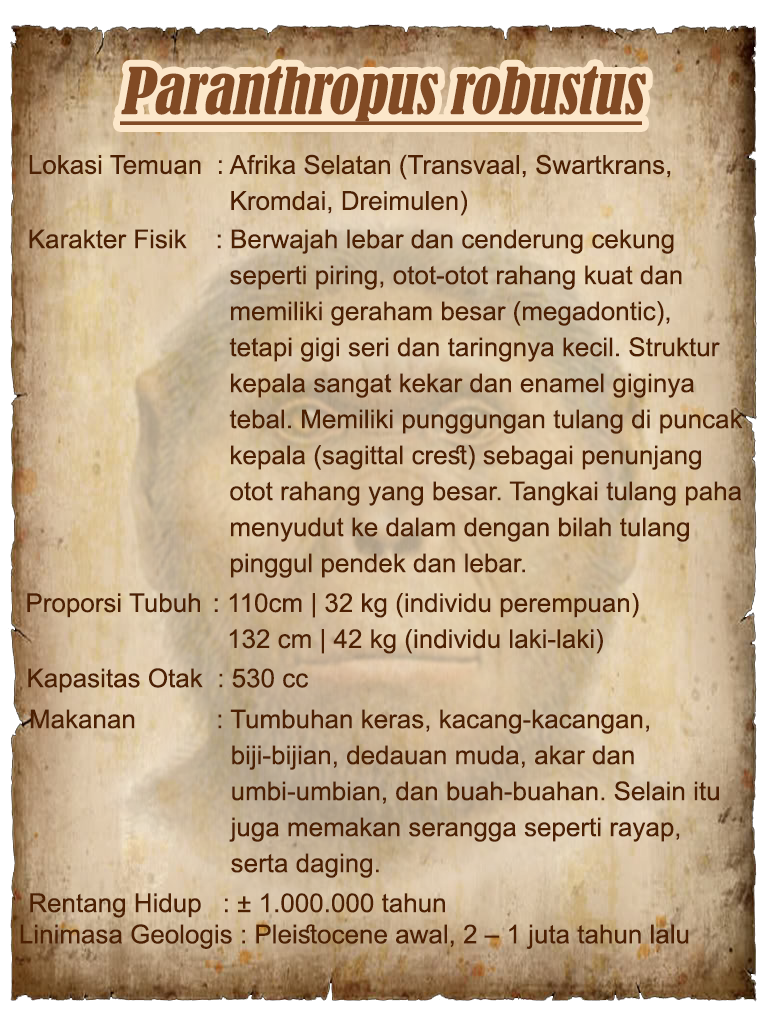 Paranthropus robustus
Lokasi Temuan : Afrika Selatan (Transvaal, Swartkrans,
Kromdai, Dreimulen)
Karakter Fisik : Berwajah lebar dan cenderung cekung
seperti piring, otot-otot rahang kuat dan
memiliki geraham besar (megadontic),
tetapi gigi seri dan taringnya kecil. Struktur
kepala sangat kekar dan enamel giginya
tebal. Memiliki punggungan tulang di puncak
kepala (sagittal crest) sebagai penunjang
otot rahang yang besar. Tangkai tulang paha
menyudut ke dalam dengan bilah tulang
pinggul pendek dan lebar.
Proporsi Tubuh : 110cm | 32 kg (individu perempuan)
132 cm | 42 kg (individu laki-laki)
Kapasitas Otak : 530 cc
Makanan : Tumbuhan keras, kacang-kacangan,
biji-bijian, dedauan muda, akar dan
umbi-umbian, dan buah-buahan. Selain itu
juga memakan serangga seperti rayap,
serta daging.
Rentang Hidup : ± 1.000.000 tahun
Linimasa Geologis : Pleistocene awal, 2 – 1 juta tahun lalu